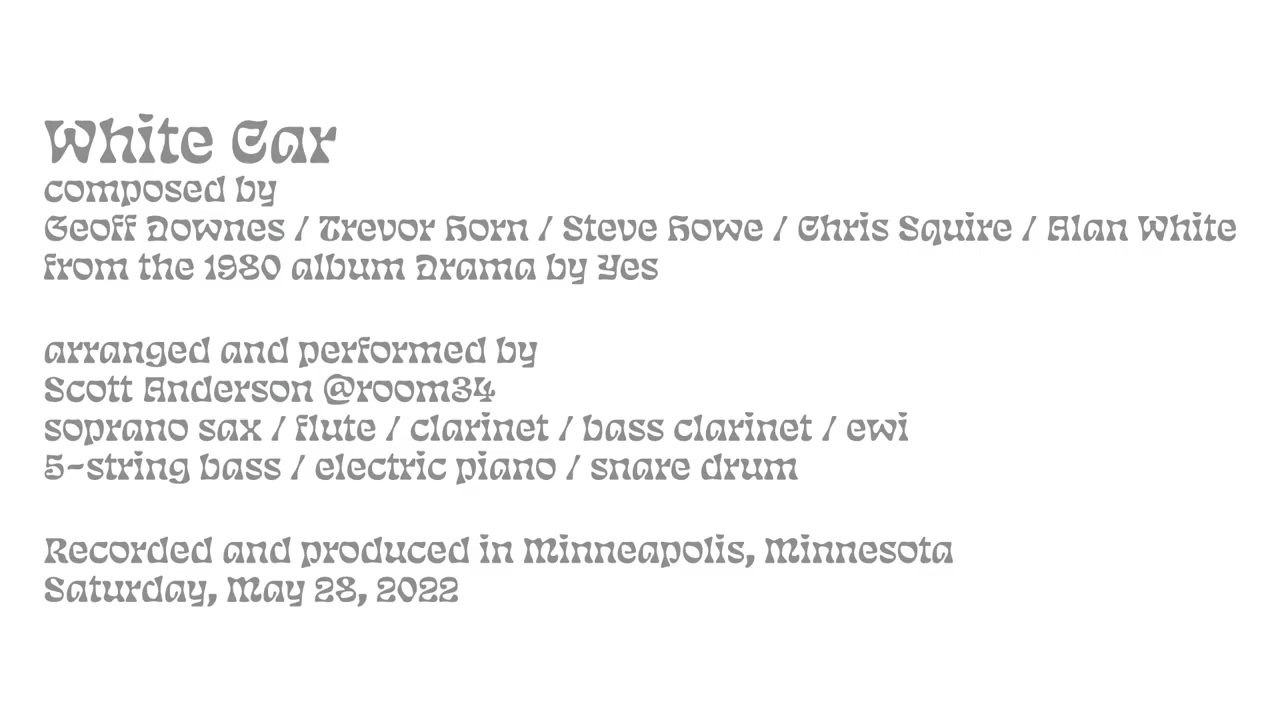 White Car
composed by
Geoff Downes / Trevor Horn / Steve Howe / Chris Squire / Alan White
from the 1980 album Drama by Yes
arranged and performed by
Scott Anderson @room34
soprano sax / flute / clarinet / bass clarinet / ewi
5-string bass / electric piano / snare drum
Recorded and produced in Minneapolis, Minnesota
Saturday, May 28, 2022